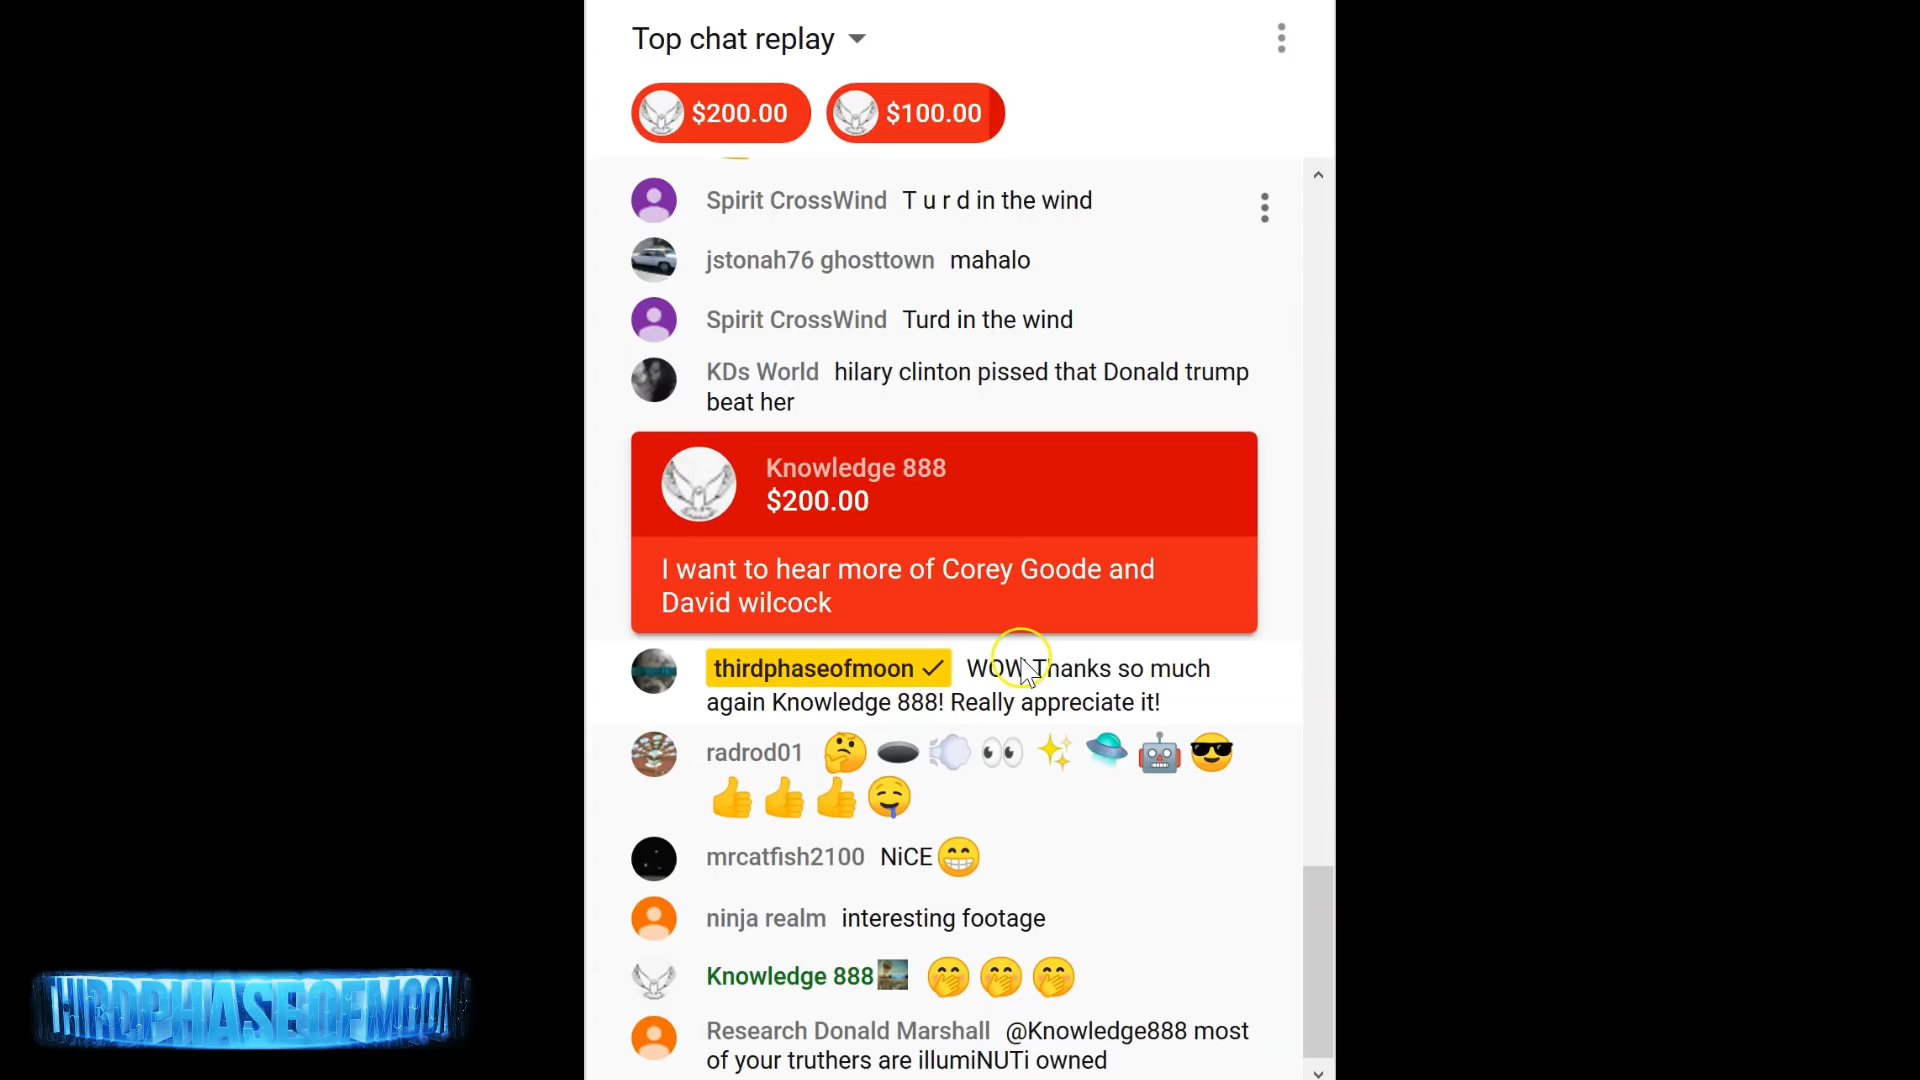 Top chat replay
$200.00 $100.00
Spirit CrossWind T u r d in the wind
jstonah76 ghosttown mahalo
Spirit CrossWind Turd in the wind
KDs World hilary clinton pissed that Donald trump
beat her
Knowledge 888
$200.00
I want to hear more of Corey Goode and
David wilcock
thirdphaseofmoon WOW Thanks so much
again Knowledge 888! Really appreciate it!
radrod01 🤔🕳💨👀✨🛸🤖😎
👍👍👍🤤
mrcatfish2100 NiCE😁
ninja realm interesting footage
Knowledge 888 🤭🤭🤭
Research Donald Marshall @Knowledge888 most
of your truthers are illumiNUTi owned
THIRDPHASEOFMOON